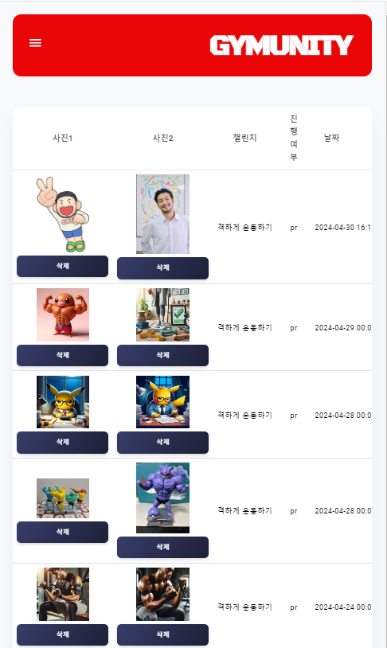 GYMUNITY
사진1 사진2 챌린지 진행여부 날짜
격하게 운동하기 pr 2024-04-30 16:1
삭제 삭제
격하게 운동하기 pr 2024-04-29 00:0
삭제 삭제
격하게 운동하기 pr 2024-04-28 00:0
삭제 삭제
격하게 운동하기 pr 2024-04-28 00:0
삭제 삭제
격하게 운동하기 pr 2024-04-24 00:0
삭제 삭제